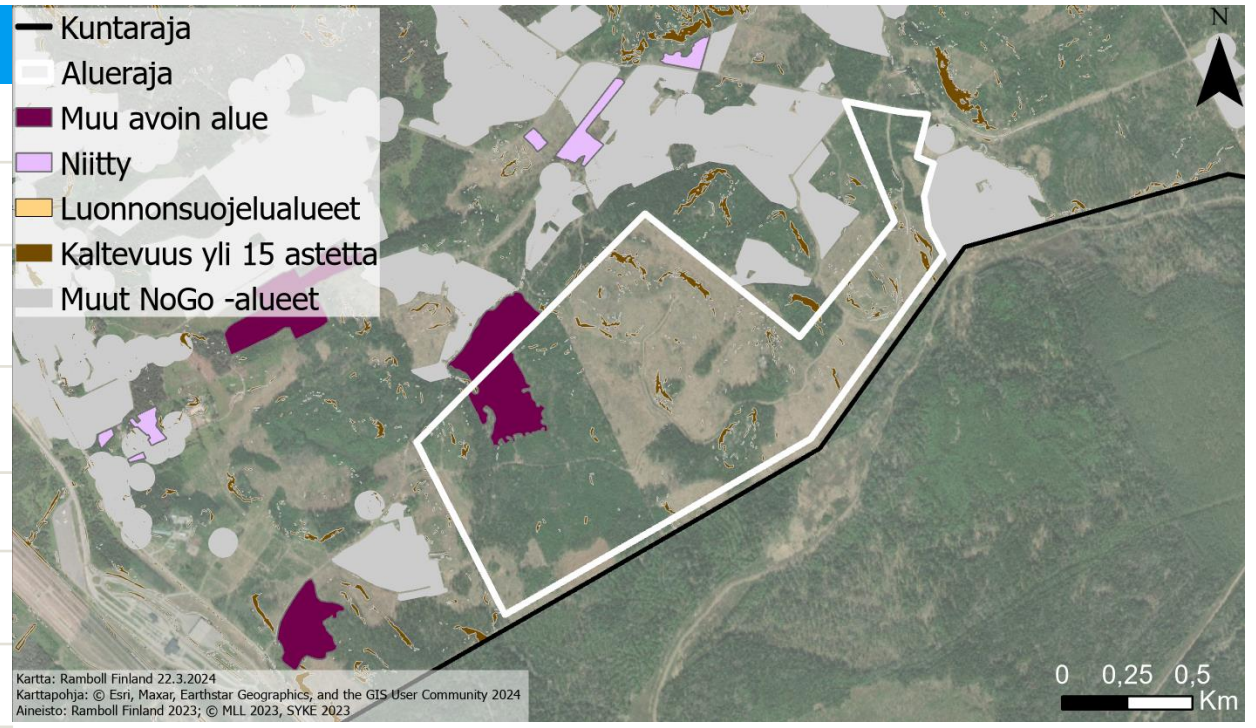 Kuntaraja
Alueraja
Muu avoin alue
Niitty
Luonnonsuojelualueet
Kaltevuus yli 15 astetta
Muut NoGo -alueet
N
Kartta: Ramboll Finland 22.3.2024
Karttapohja: © Esri, Maxar, Earthstar Geographics, and the GIS User Community 2024
Aineisto: Ramboll Finland 2023; © MLL 2023, SYKE 2023
0 0,25 0,5
Km